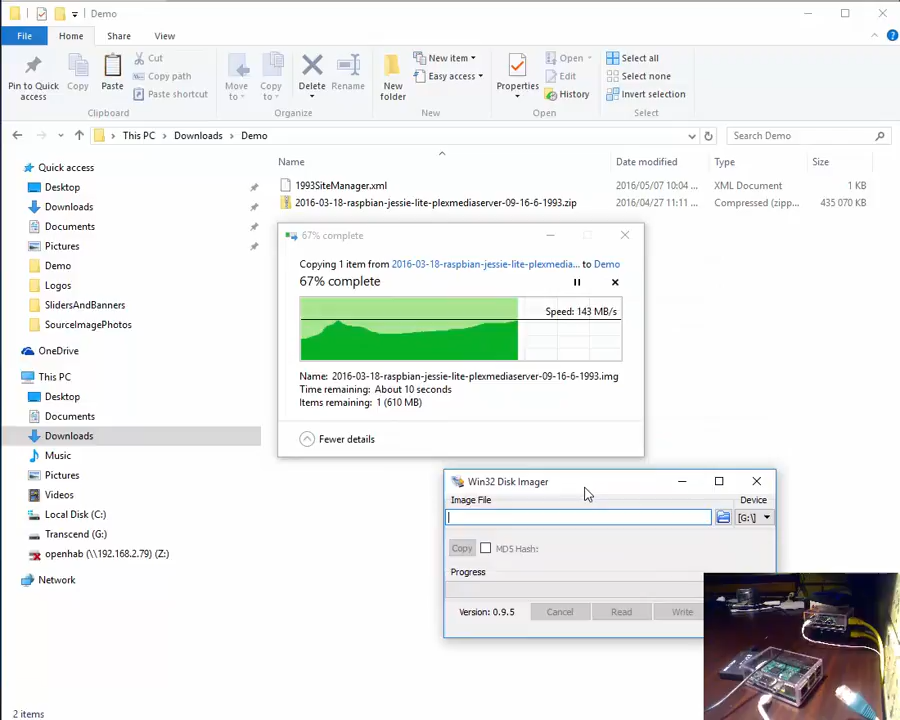 Demo
File Home Share View
Pin to Quick access
Copy
Paste
Cut
Copy path
Paste shortcut
Clipboard
Move to
Copy to
Delete
Rename
Organize
New folder
New item
Easy access
New
Properties
Open
Edit
History
Open
Select all
Select none
Invert selection
Select
This PC Downloads Demo
Search Demo
Name Date modified Type Size
1993SiteManager.xml 2016/05/07 10:04 ... XML Document 1 KB
2016-03-18-raspbian-jessie-lite-plexmediaserver-09-16-6-1993.zip 2016/04/27 11:11 ... Compressed (zipp... 435 070 KB
Quick access
Desktop
Downloads
Documents
Pictures
Demo
Logos
SlidersAndBanners
SourceImagePhotos
OneDrive
This PC
Desktop
Documents
Downloads
Music
Pictures
Videos
Local Disk (C:)
Transcend (G:)
openhab (\\192.168.2.79) (Z:)
Network
67% complete
Copying 1 item from 2016-03-18-raspbian-jessie-lite-plexmedia... to Demo
67% complete
Speed: 143 MB/s
Name: 2016-03-18-raspbian-jessie-lite-plexmediaserver-09-16-6-1993.img
Time remaining: About 10 seconds
Items remaining: 1 (610 MB)
Fewer details
Win32 Disk Imager
Image File Device
[G:\]
Copy MD5 Hash:
Progress
Version: 0.9.5 Cancel Read Write
2 items